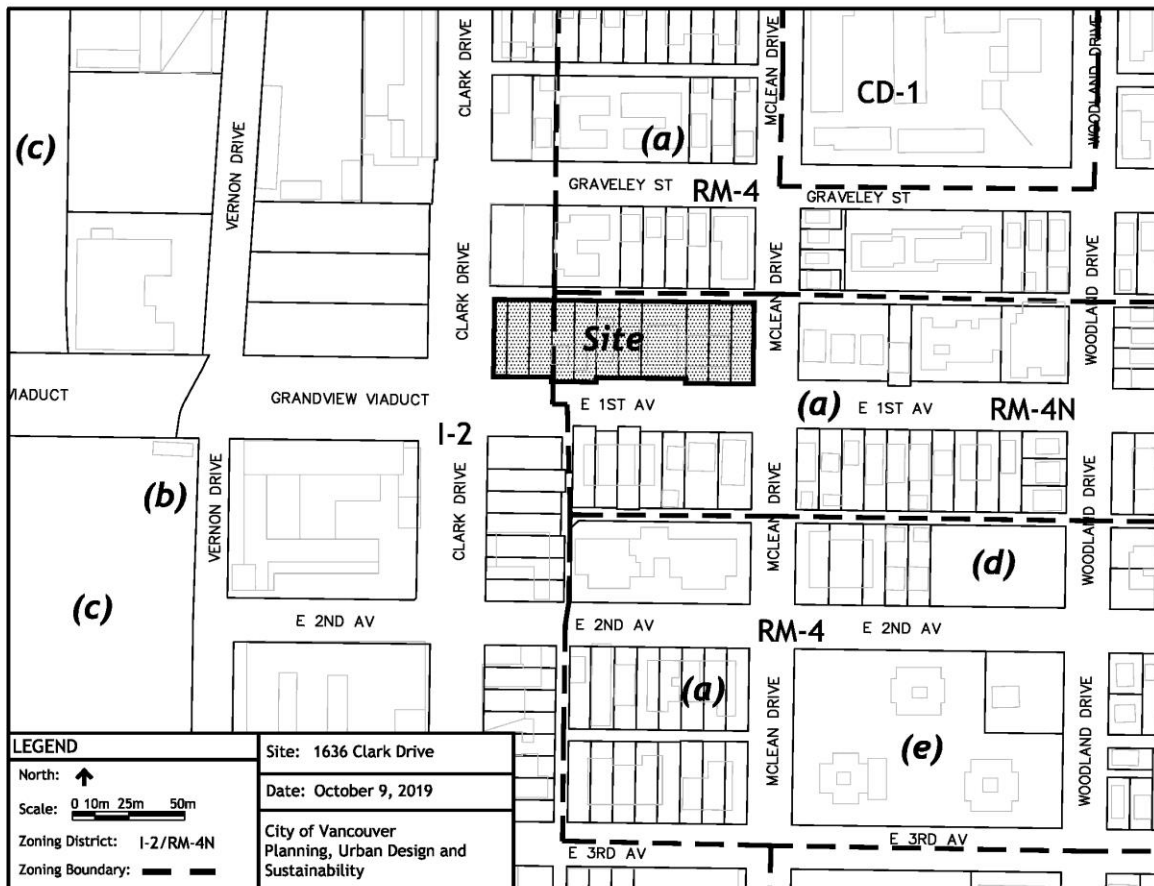 CLARK DRIVE
MCLEAN DRIVE
WOODLAND DRIVE
CD-1
(c)
VERNON DRIVE
(a)
GRAVELEY ST
RM-4
GRAVELEY ST
CLARK DRIVE
CLARK DRIVE
MCLEAN DRIVE
WOODLAND DRIVE
Site
VIADUCT
GRANDVIEW VIADUCT
E 1ST AV
(a)
E 1ST AV
RM-4N
I-2
(b)
VERNON DRIVE
CLARK DRIVE
MCLEAN DRIVE
WOODLAND DRIVE
(d)
(c)
E 2ND AV
E 2ND AV
RM-4
E 2ND AV
(a)
MCLEAN DRIVE
WOODLAND DRIVE
(e)
E 3RD AV
E 3RD AV
LEGEND
North:
Scale: 0 10m 25m 50m
Zoning District: I-2/RM-4N
Zoning Boundary:
Site: 1636 Clark Drive
Date: October 9, 2019
City of Vancouver
Planning, Urban Design and
Sustainability